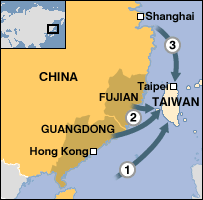 Shanghai
3
CHINA
Taipei
FUJIAN
TAIWAN
2
GUANGDONG
Hong Kong
1